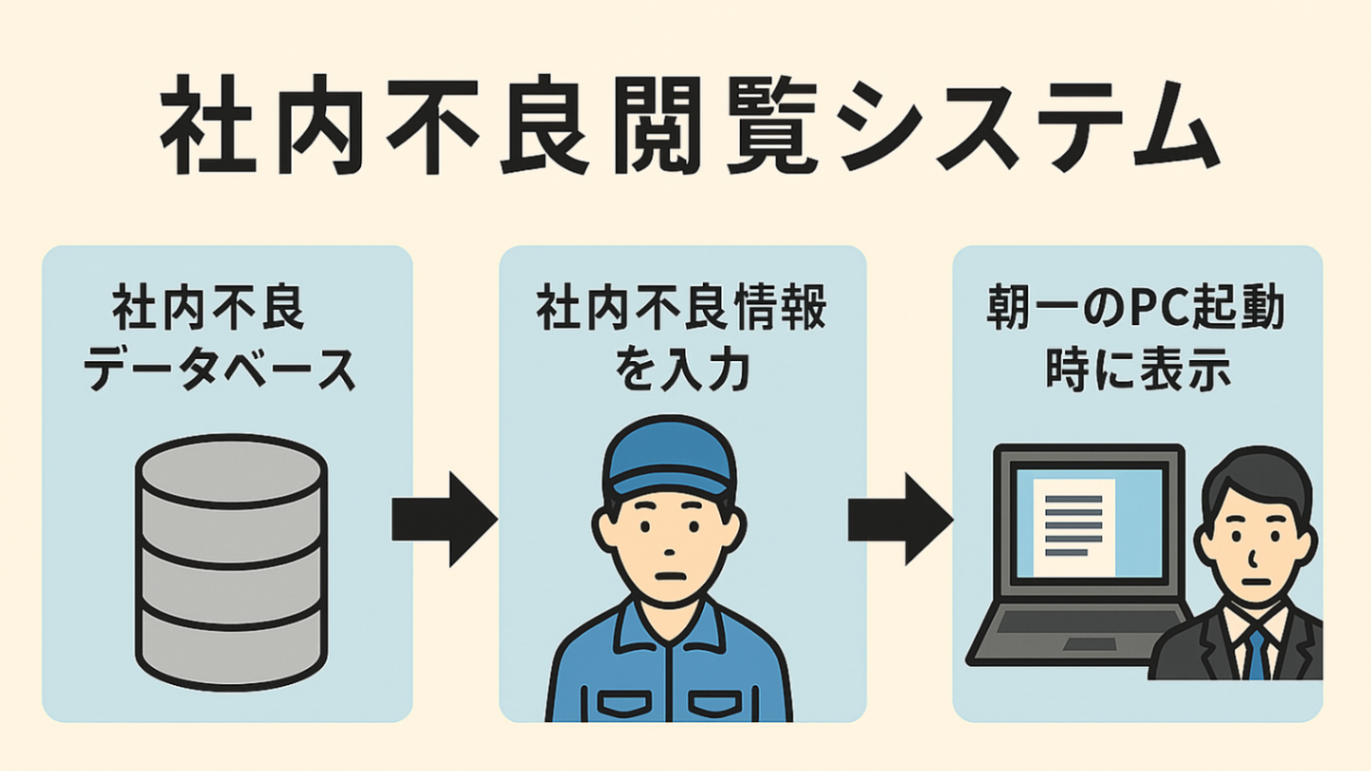 社内不良閲覧システム
社内不良
データベース
社内不良情報
を入力
朝一のPC起動
時に表示